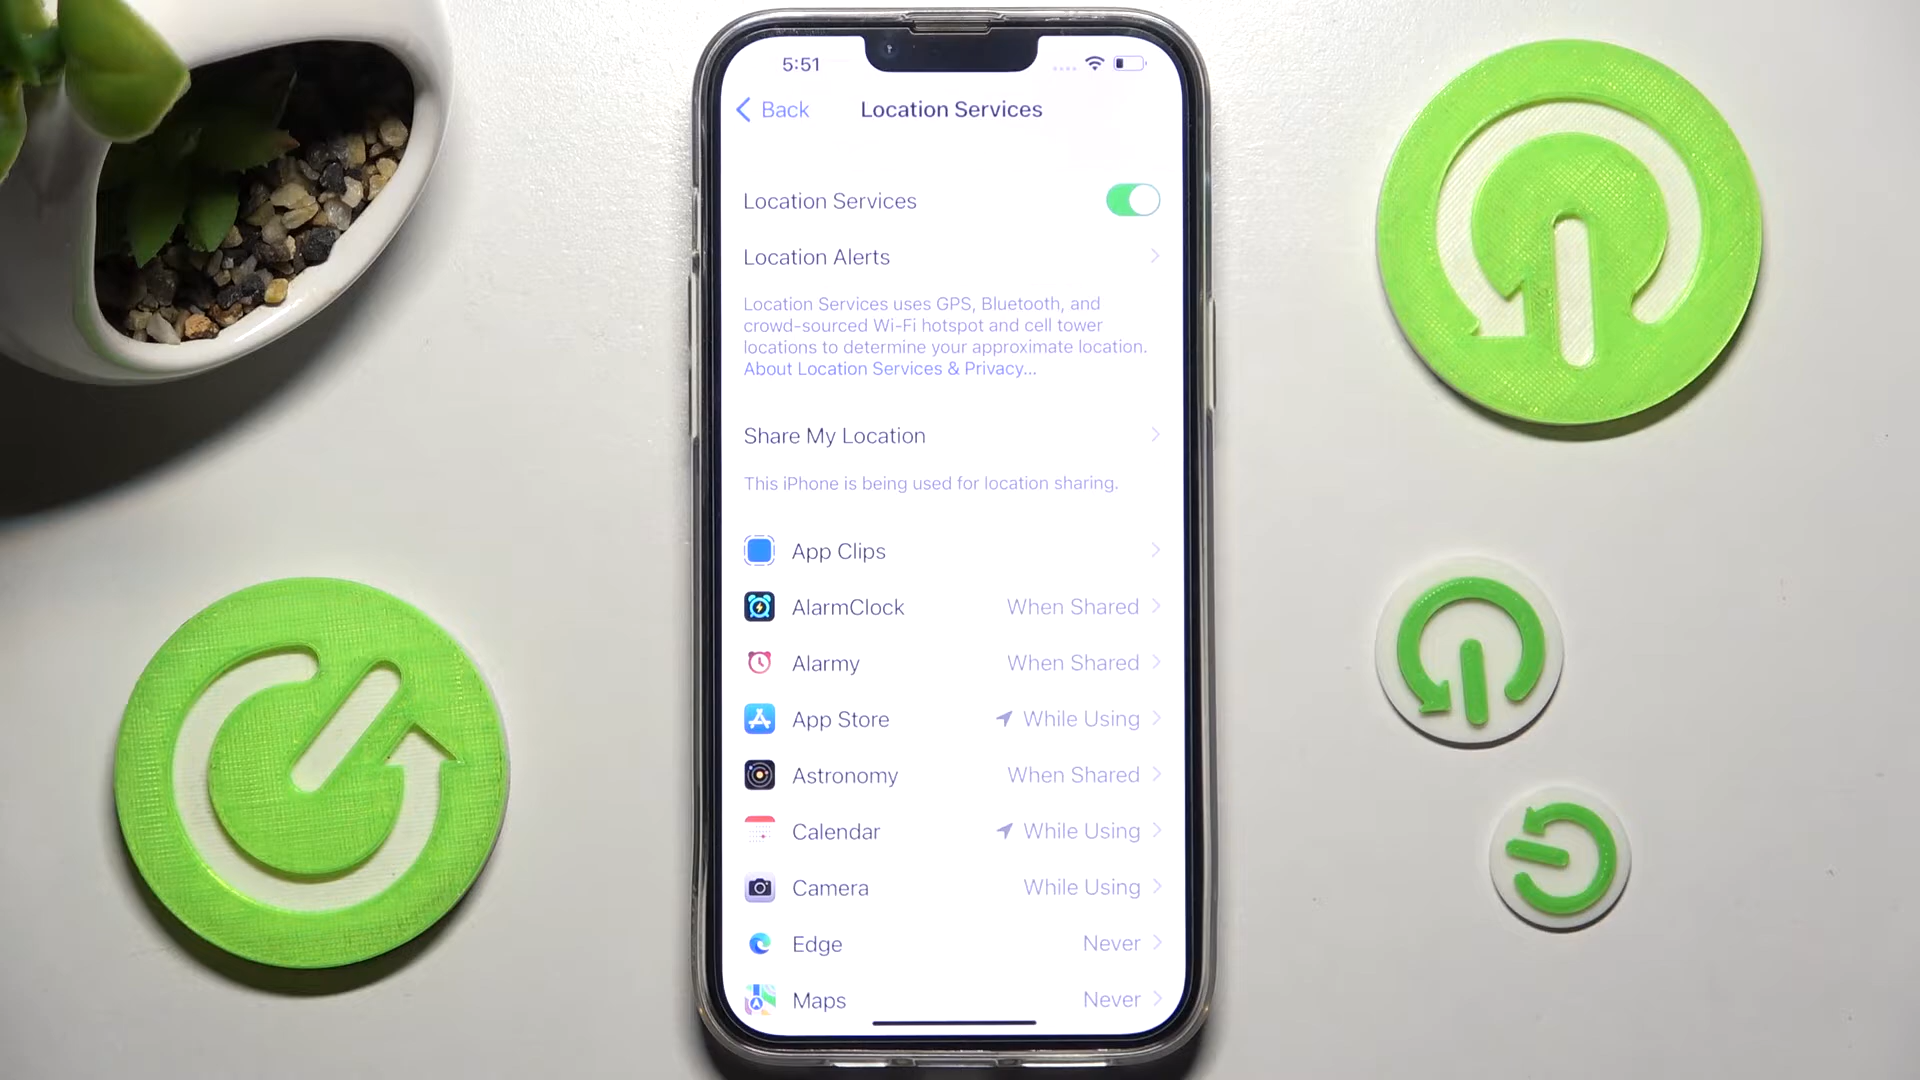 5:51
Back
Location Services
Location Services
Location Alerts
Location Services uses GPS, Bluetooth, and
crowd-sourced Wi-Fi hotspot and cell tower
locations to determine your approximate location.
About Location Services & Privacy...
Share My Location
This iPhone is being used for location sharing.
App Clips
AlarmClock When Shared
Alarmy When Shared
App Store While Using
Astronomy When Shared
Calendar While Using
Camera While Using
Edge Never
Maps Never